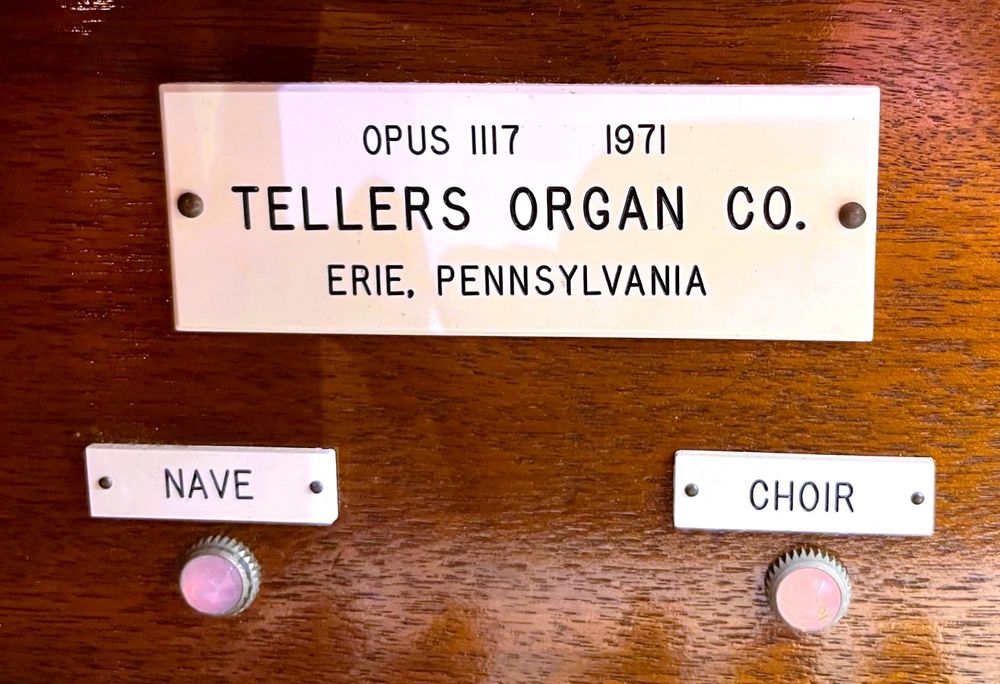 OPUS 1117 1971
TELLERS ORGAN CO.
ERIE, PENNSYLVANIA
NAVE
CHOIR